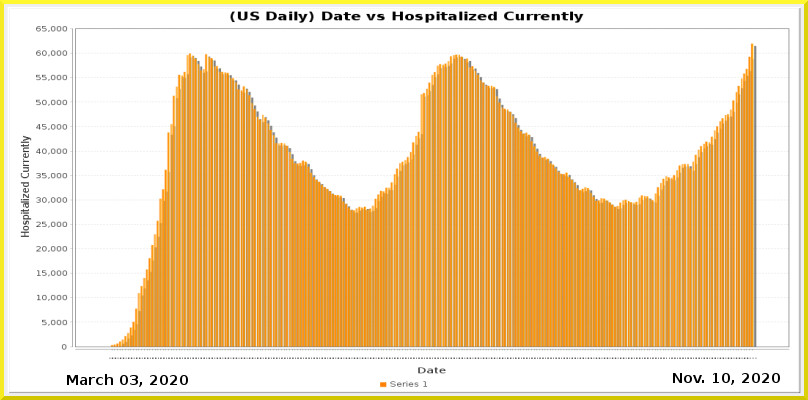 (US Daily) Date vs Hospitalized Currently
65,000
60,000
55,000
50,000
45,000
40,000
35,000
30,000
25,000
20,000
15,000
10,000
5,000
0
Hospitalized Currently
Date
March 03, 2020
Nov. 10, 2020
Series 1